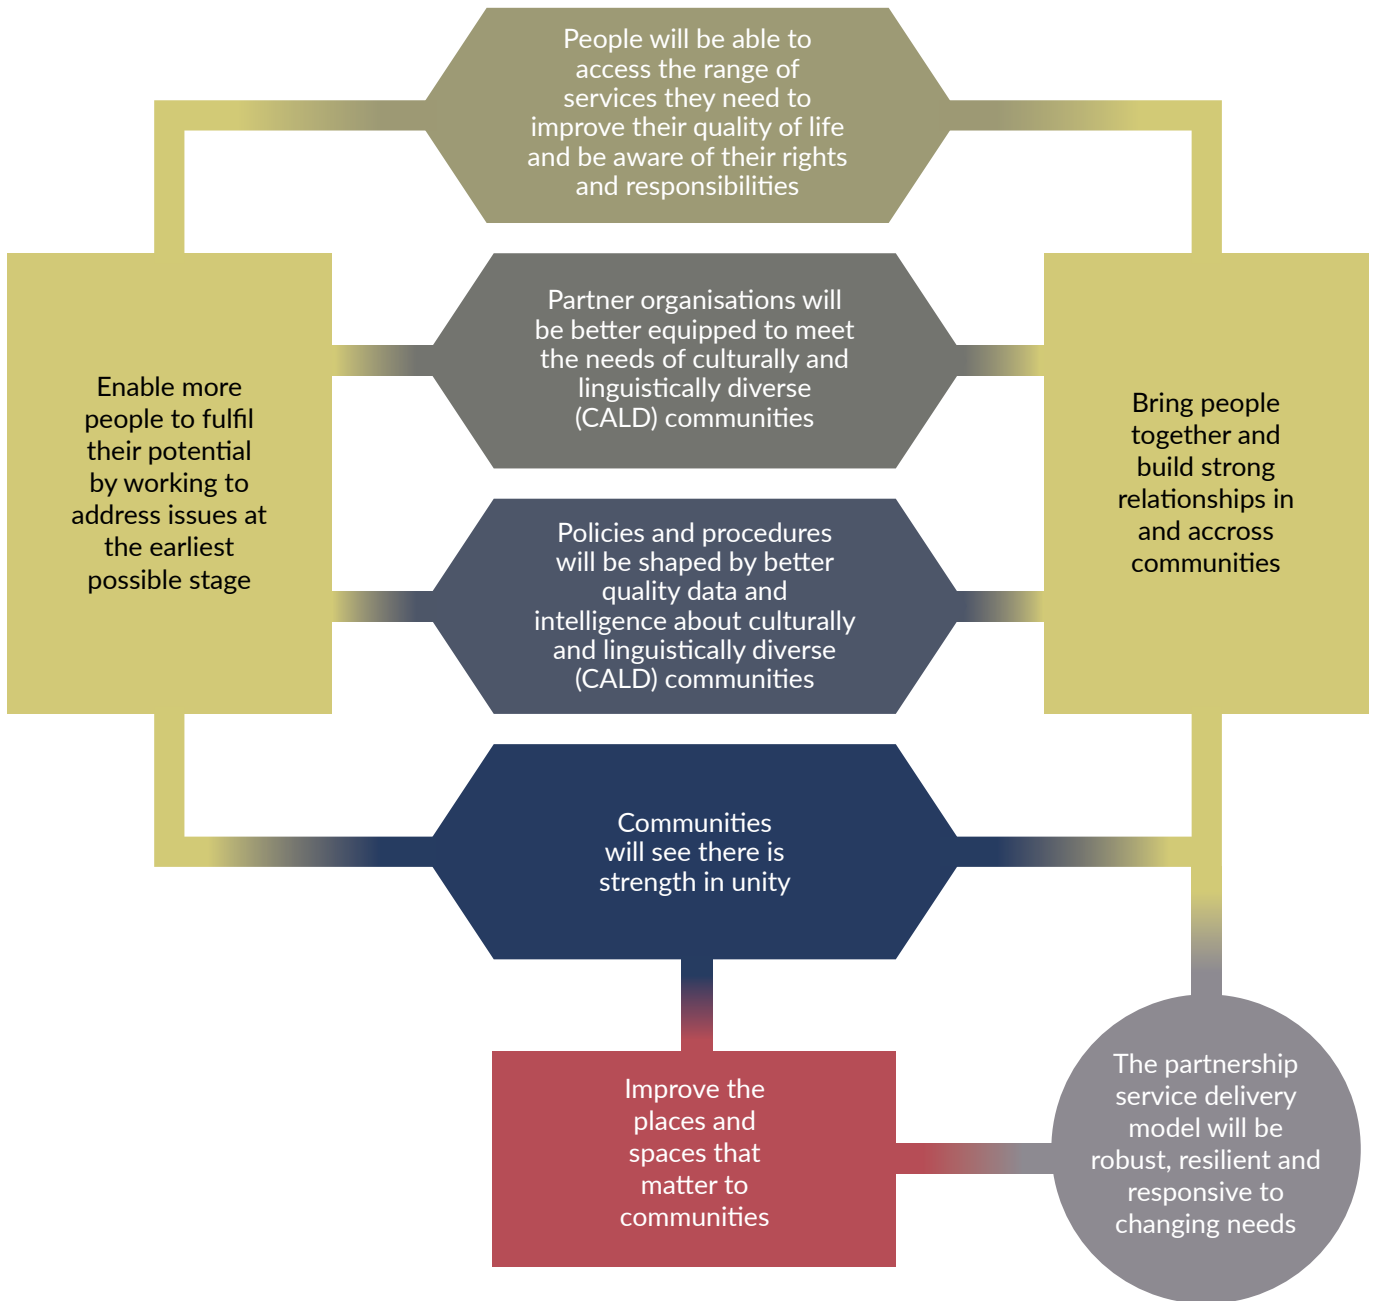 People will be able to
access the range of
services they need to
improve their quality of life
and be aware of their rights
and responsibilities
Enable more
people to fulfil
their potential
by working to
address issues at
the earliest
possible stage
Partner organisations will
be better equipped to meet
the needs of culturally and
linguistically diverse
(CALD) communities
Policies and procedures
will be shaped by better
quality data and
intelligence about culturally
and linguistically diverse
(CALD) communities
Bring people
together and
build strong
relationships in
and accross
communities
Communities
will see there is
strength in unity
Improve the
places and
spaces that
matter to
communities
The partnership
service delivery
model will be
robust, resilient and
responsive to
changing needs